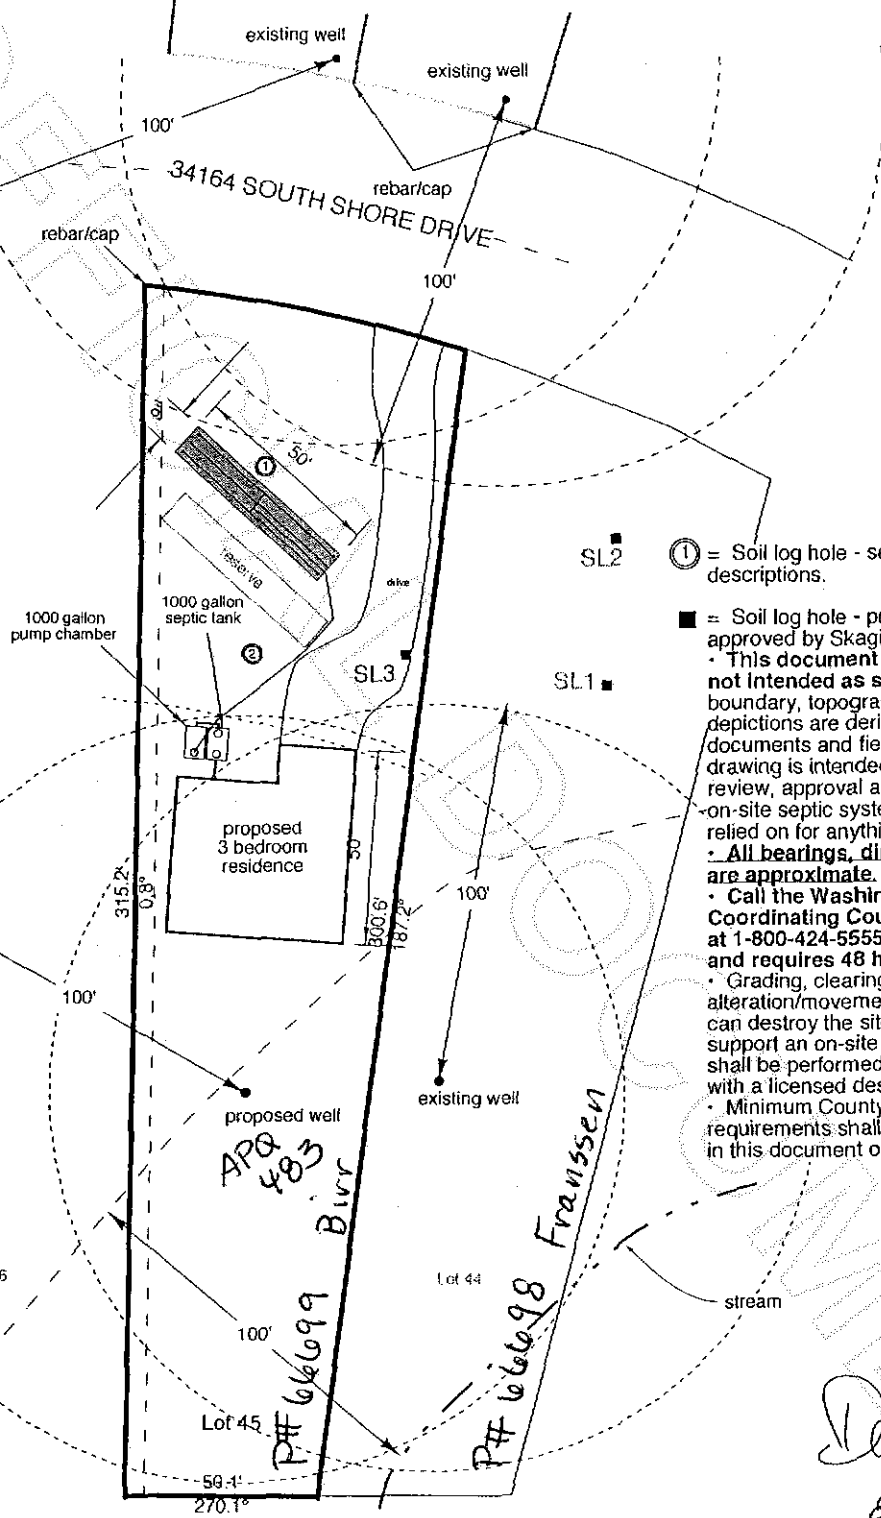 existing well
existing well
100'
rebar/cap
34164 SOUTH SHORE DRIVE
rebar/cap
100'
1
50'
reserve
drive
1000 gallon
pump chamber
1000 gallon
septic tank
2
SL3
SL2
SL1
1 = Soil log hole - se
descriptions.
= Soil log hole - pr
approved by Skagi
· This document
not intended as s
boundary, topogra
depictions are deri
documents and fie
drawing is intended
review, approval a
on-site septic syste
relied on for anythi
· All bearings, di
are approximate.
· Call the Washin
Coordinating Cou
at 1-800-424-5555
and requires 48 h
· Grading, clearing
alteration/moveme
can destroy the sit
support an on-site
shall be performed
with a licensed des
· Minimum County
requirements shall
in this document o
proposed
3 bedroom
residence
50'
315.2'
0.8°
300.6'
187.2°
100'
100'
proposed well
existing well
APQ
483
Birr
P# 66699
Franssen
P# 66698
Lot 44
stream
100'
Lot 45
50.1'
270.1°
6
De